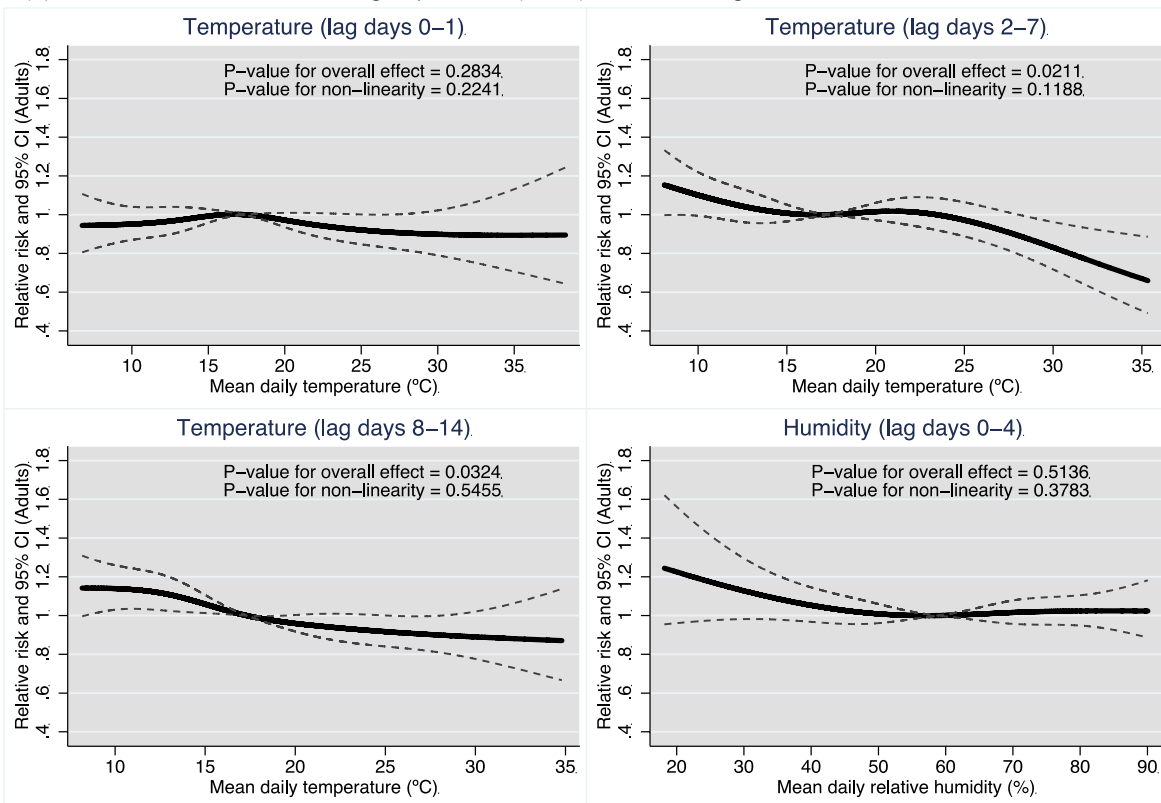 Temperature (lag days 0–1).
Relative risk and 95% CI (Adults).
.4. .6. .8. 1. 1.2. 1.4. 1.6. 1.8.
P–value for overall effect = 0.2834.
P–value for non–linearity = 0.2241.
10 15 20 25 30 35.
Mean daily temperature (ºC).
Temperature (lag days 2–7).
Relative risk and 95% CI (Adults).
.4. .6. .8. 1. 1.2. 1.4. 1.6. 1.8.
P–value for overall effect = 0.0211.
P–value for non–linearity = 0.1188.
10 15 20 25 30 35.
Mean daily temperature (ºC).
Temperature (lag days 8–14).
Relative risk and 95% CI (Adults).
.4. .6. .8. 1. 1.2. 1.4. 1.6. 1.8.
P–value for overall effect = 0.0324.
P–value for non–linearity = 0.5455.
10 15 20 25 30 35.
Mean daily temperature (ºC).
Humidity (lag days 0–4).
Relative risk and 95% CI (Adults).
.4. .6. .8. 1. 1.2. 1.4. 1.6. 1.8.
P–value for overall effect = 0.5136.
P–value for non–linearity = 0.3783.
20 30 40 50 60 70 80 90.
Mean daily relative humidity (%).